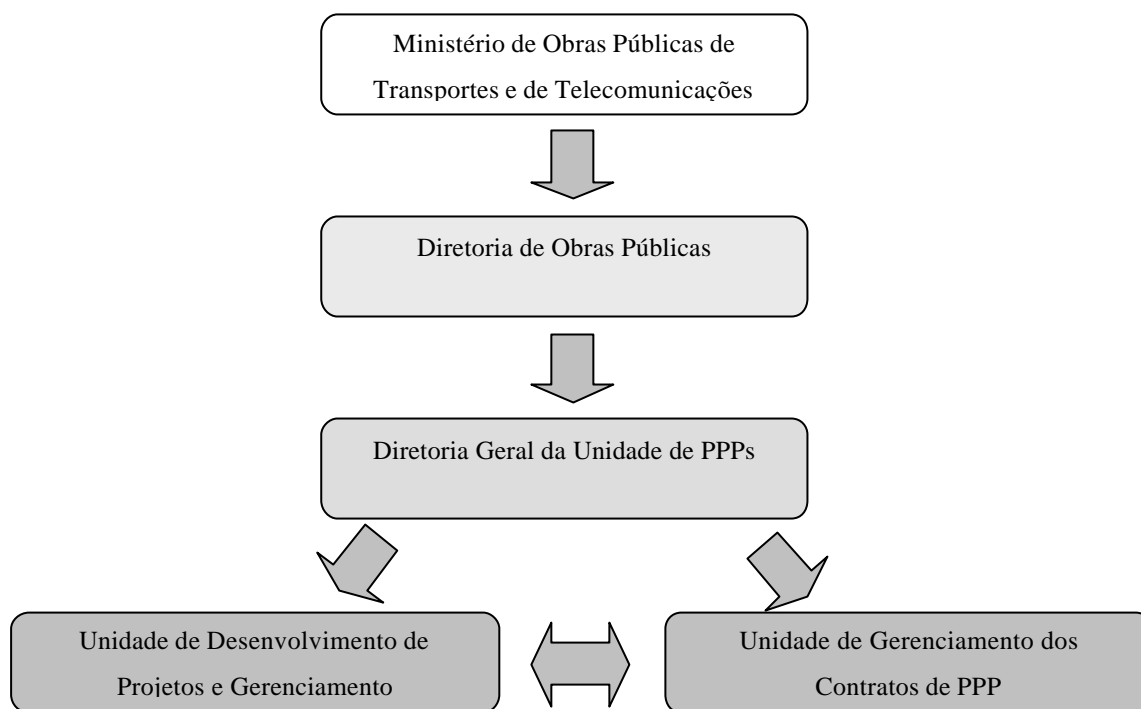 Ministério de Obras Públicas de
Transportes e de Telecomunicações
Diretoria de Obras Públicas
Diretoria Geral da Unidade de PPPs
Unidade de Desenvolvimento de
Projetos e Gerenciamento
Unidade de Gerenciamento dos
Contratos de PPP